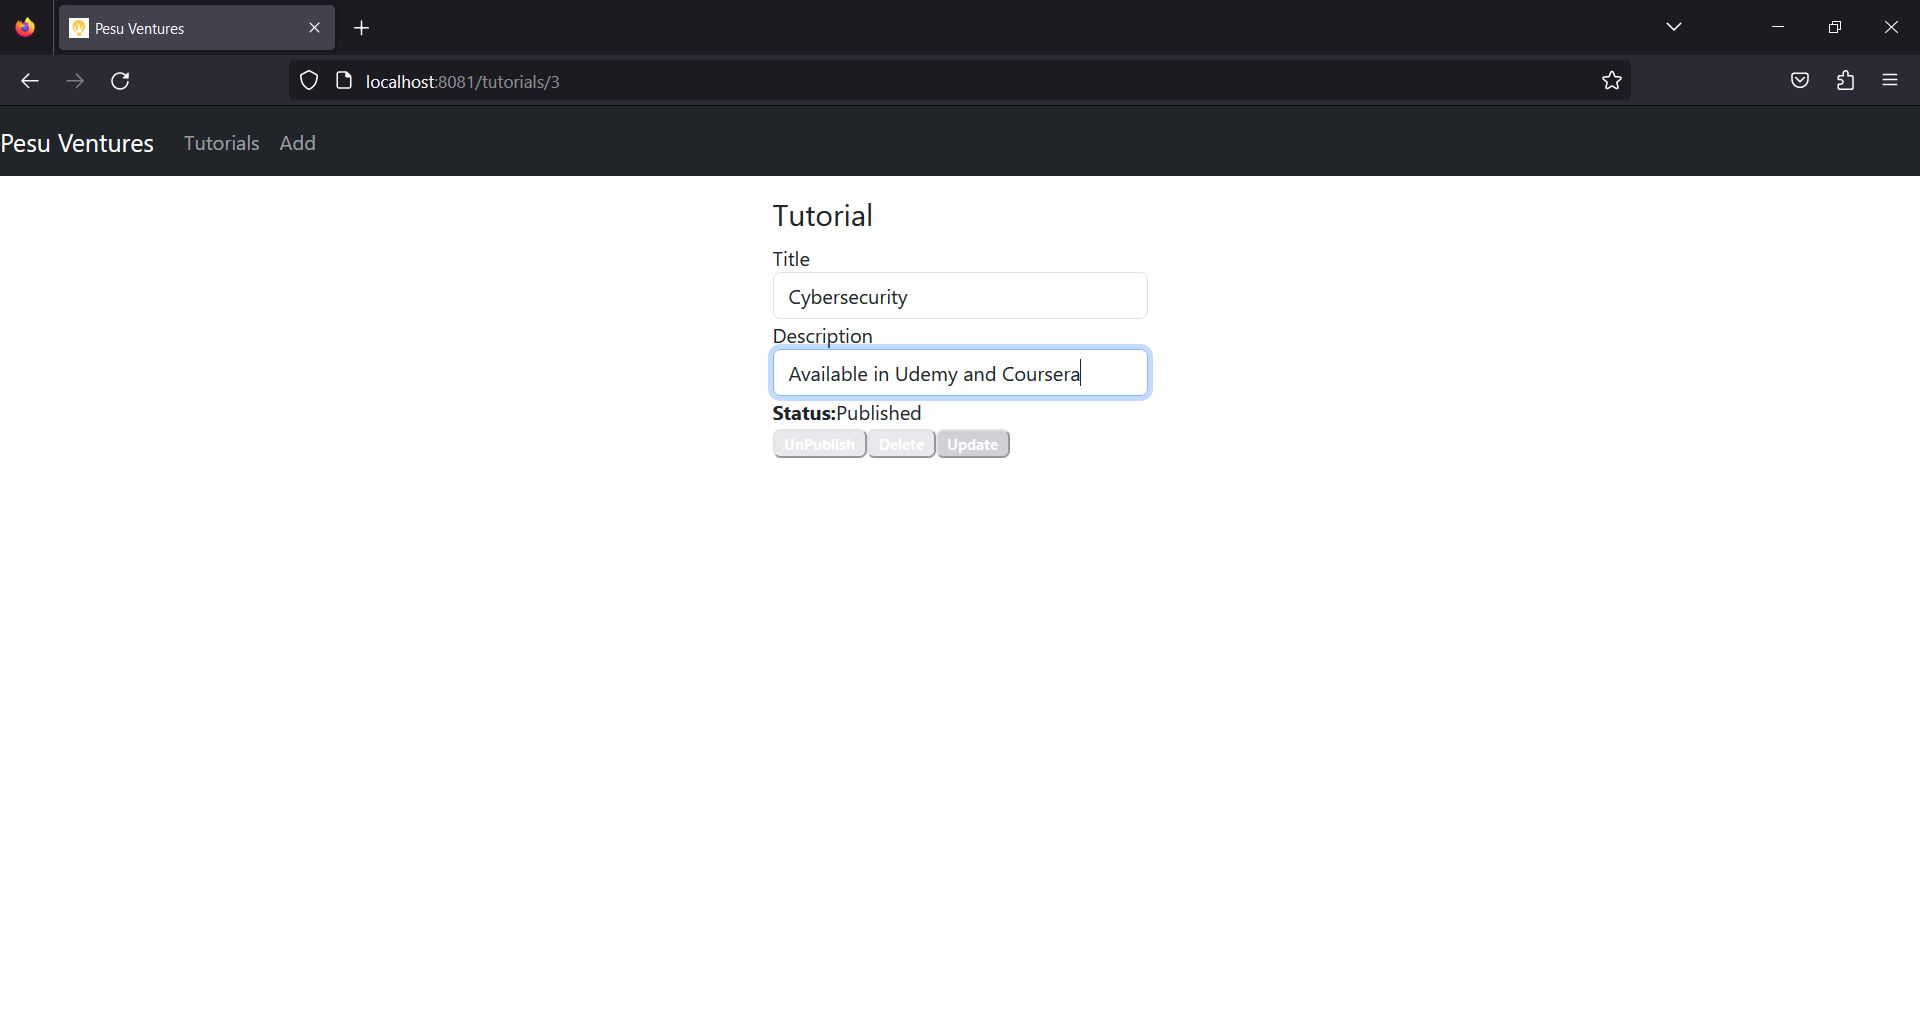 Pesu Ventures
localhost:8081/tutorials/3
Pesu Ventures Tutorials Add
Tutorial
Title
Cybersecurity
Description
Available in Udemy and Coursera
Status:Published
UnPublish Delete Update